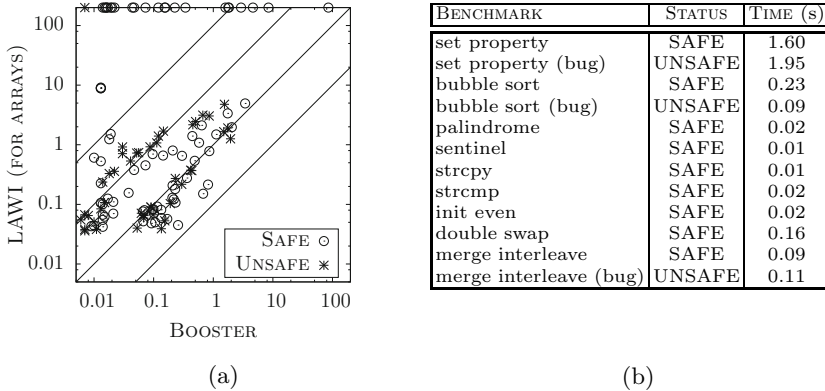 LAWI (FOR ARRAYS)
100
10
1
0.1
0.01
SAFE
UNSAFE
0.01 0.1 1 10 100
BOOSTER
(a)
BENCHMARK STATUS TIME (s)
set property SAFE 1.60
set property (bug) UNSAFE 1.95
bubble sort SAFE 0.23
bubble sort (bug) UNSAFE 0.09
palindrome SAFE 0.02
sentinel SAFE 0.01
strcpy SAFE 0.01
strcmp SAFE 0.02
init even SAFE 0.02
double swap SAFE 0.16
merge interleave SAFE 0.09
merge interleave (bug) UNSAFE 0.11
(b)